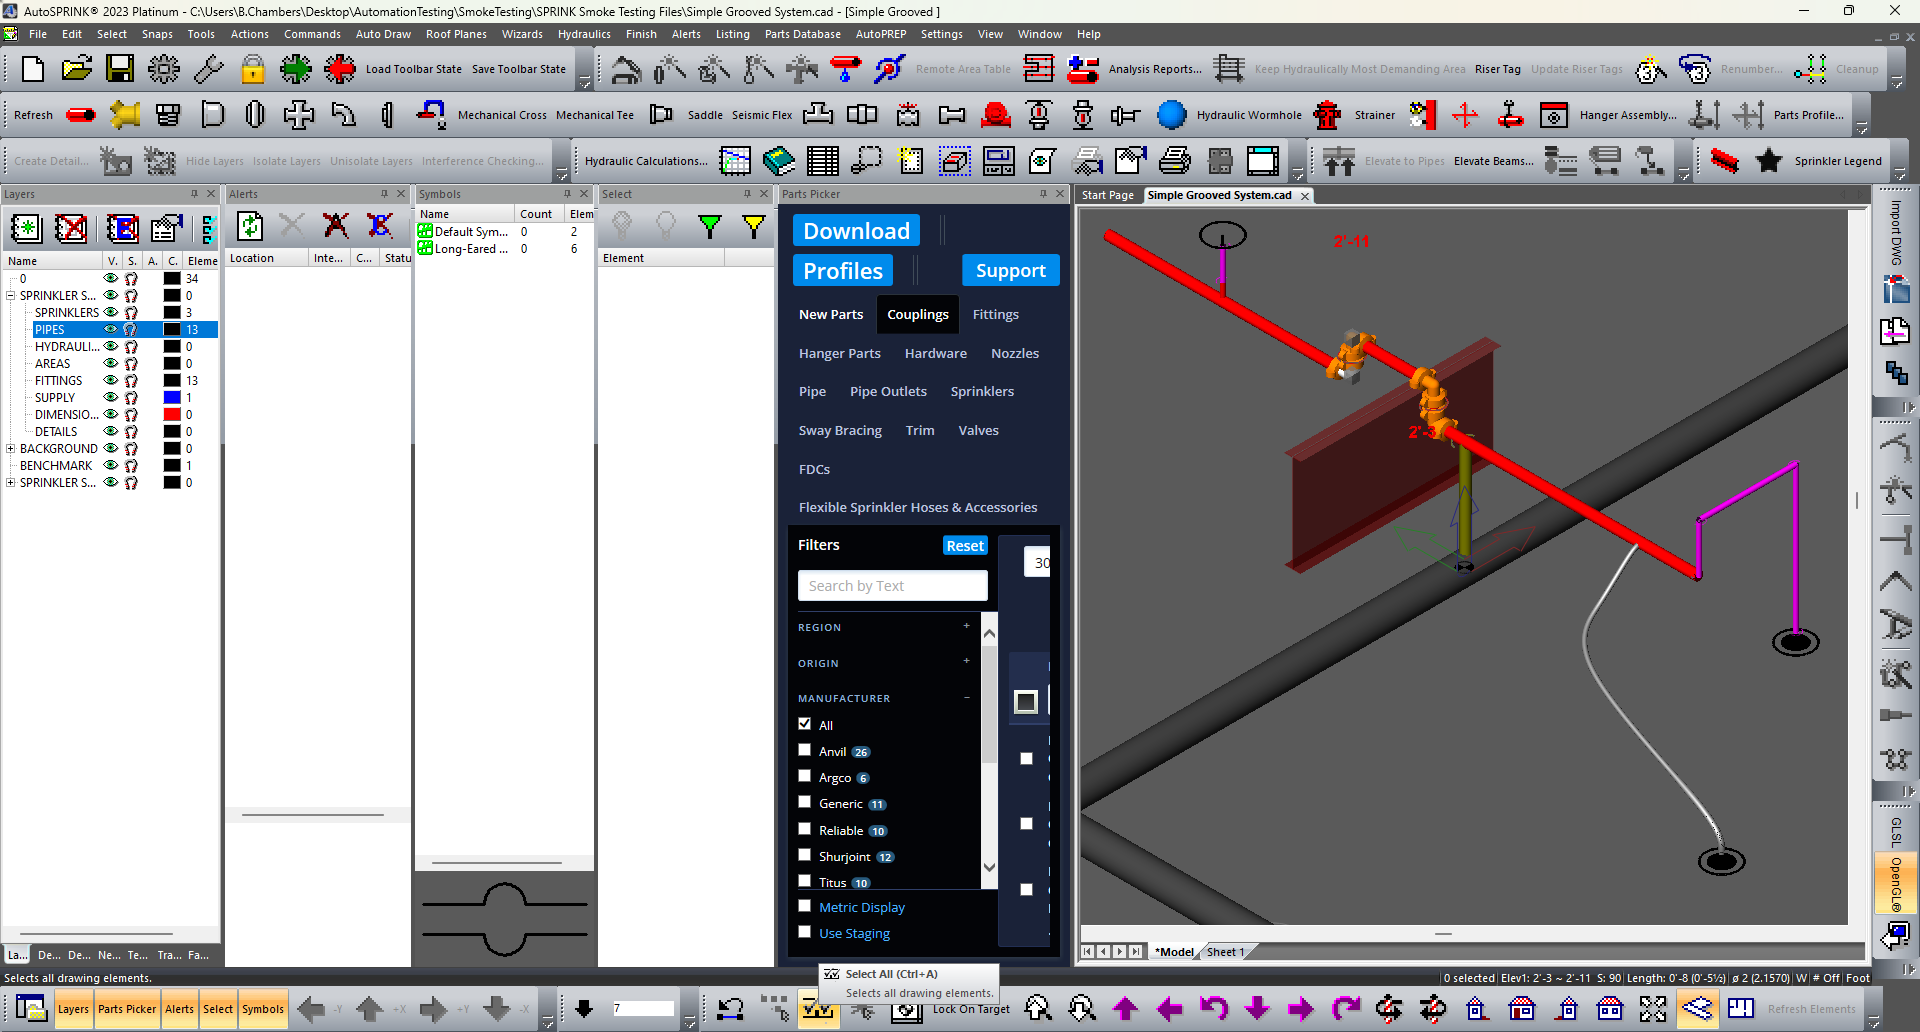 AutoSPRINK® 2023 Platinum - C:\Users\B.Chambers\Desktop\AutomationTesting\SmokeTesting\SPRINK Smoke Testing Files\Simple Grooved System.cad - [Simple Grooved ]
File Edit Select Snaps Tools Actions Commands Auto Draw Roof Planes Wizards Hydraulics Finish Alerts Listing Parts Database AutoPREP Settings View Window Help
Load Toolbar State Save Toolbar State Remote Area Table Analysis Reports... Keep Hydraulically Most Demanding Area Riser Tag Update Riser Tags Renumber... Cleanup
Refresh Mechanical Cross Mechanical Tee Saddle Seismic Flex Hydraulic Wormhole Strainer Hanger Assembly... Parts Profile...
Create Detail... Hide Layers Isolate Layers Unisolate Layers Interference Checking... Hydraulic Calculations... Elevate to Pipes Elevate Beams... Sprinkler Legend
Layers
Name V. S. A. C. Eleme
0 34
SPRINKLER S... 0
SPRINKLERS 3
PIPES 13
HYDRAULI... 0
AREAS 0
FITTINGS 13
SUPPLY 1
DIMENSIO... 0
DETAILS 0
BACKGROUND 0
BENCHMARK 1
SPRINKLER S... 0
La... De... De... Ne... Te... Tra... Fa...
Alerts
Location Inte... C... Statu
Symbols
Name Count Elem
Default Sym... 0 2
Long-Eared ... 0 6
Select
Element
Parts Picker
Download
Profiles Support
New Parts Couplings Fittings
Hanger Parts Hardware Nozzles
Pipe Pipe Outlets Sprinklers
Sway Bracing Trim Valves
FDCs
Flexible Sprinkler Hoses & Accessories
Filters Reset
30
Search by Text
REGION +
ORIGIN +
MANUFACTURER −
All
Anvil 26
Argco 6
Generic 11
Reliable 10
Shurjoint 12
Titus 10
Metric Display
Use Staging
Start Page Simple Grooved System.cad
2'-11
*Model Sheet 1
Import DWG
GLSL
OpenGL®
Select All (Ctrl+A)
Selects all drawing elements.
Selects all drawing elements.
0 selected Elev1: 2'-3 ~ 2'-11 S: 90 Length: 0'-8 (0'-5½) ø 2 (2.1570) W # Off Foot
Layers Parts Picker Alerts Select Symbols -Y +X +Y -X 7 Lock On Target Refresh Elements